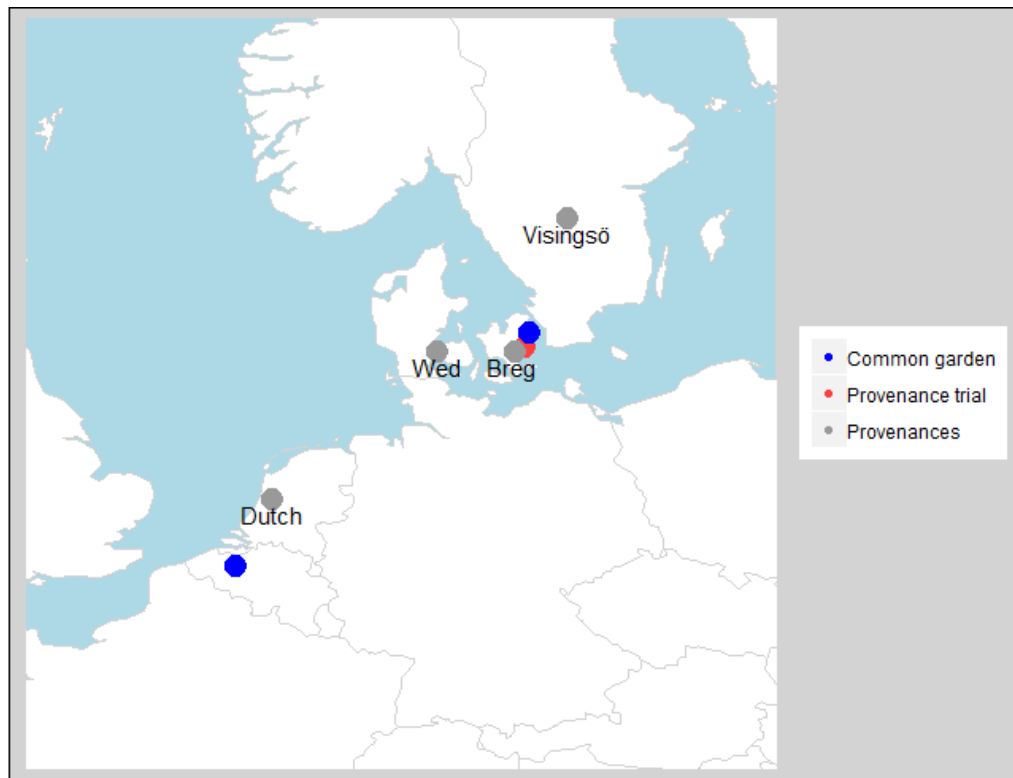 Visingsö
Wed
Breg
Dutch
Common garden
Provenance trial
Provenances